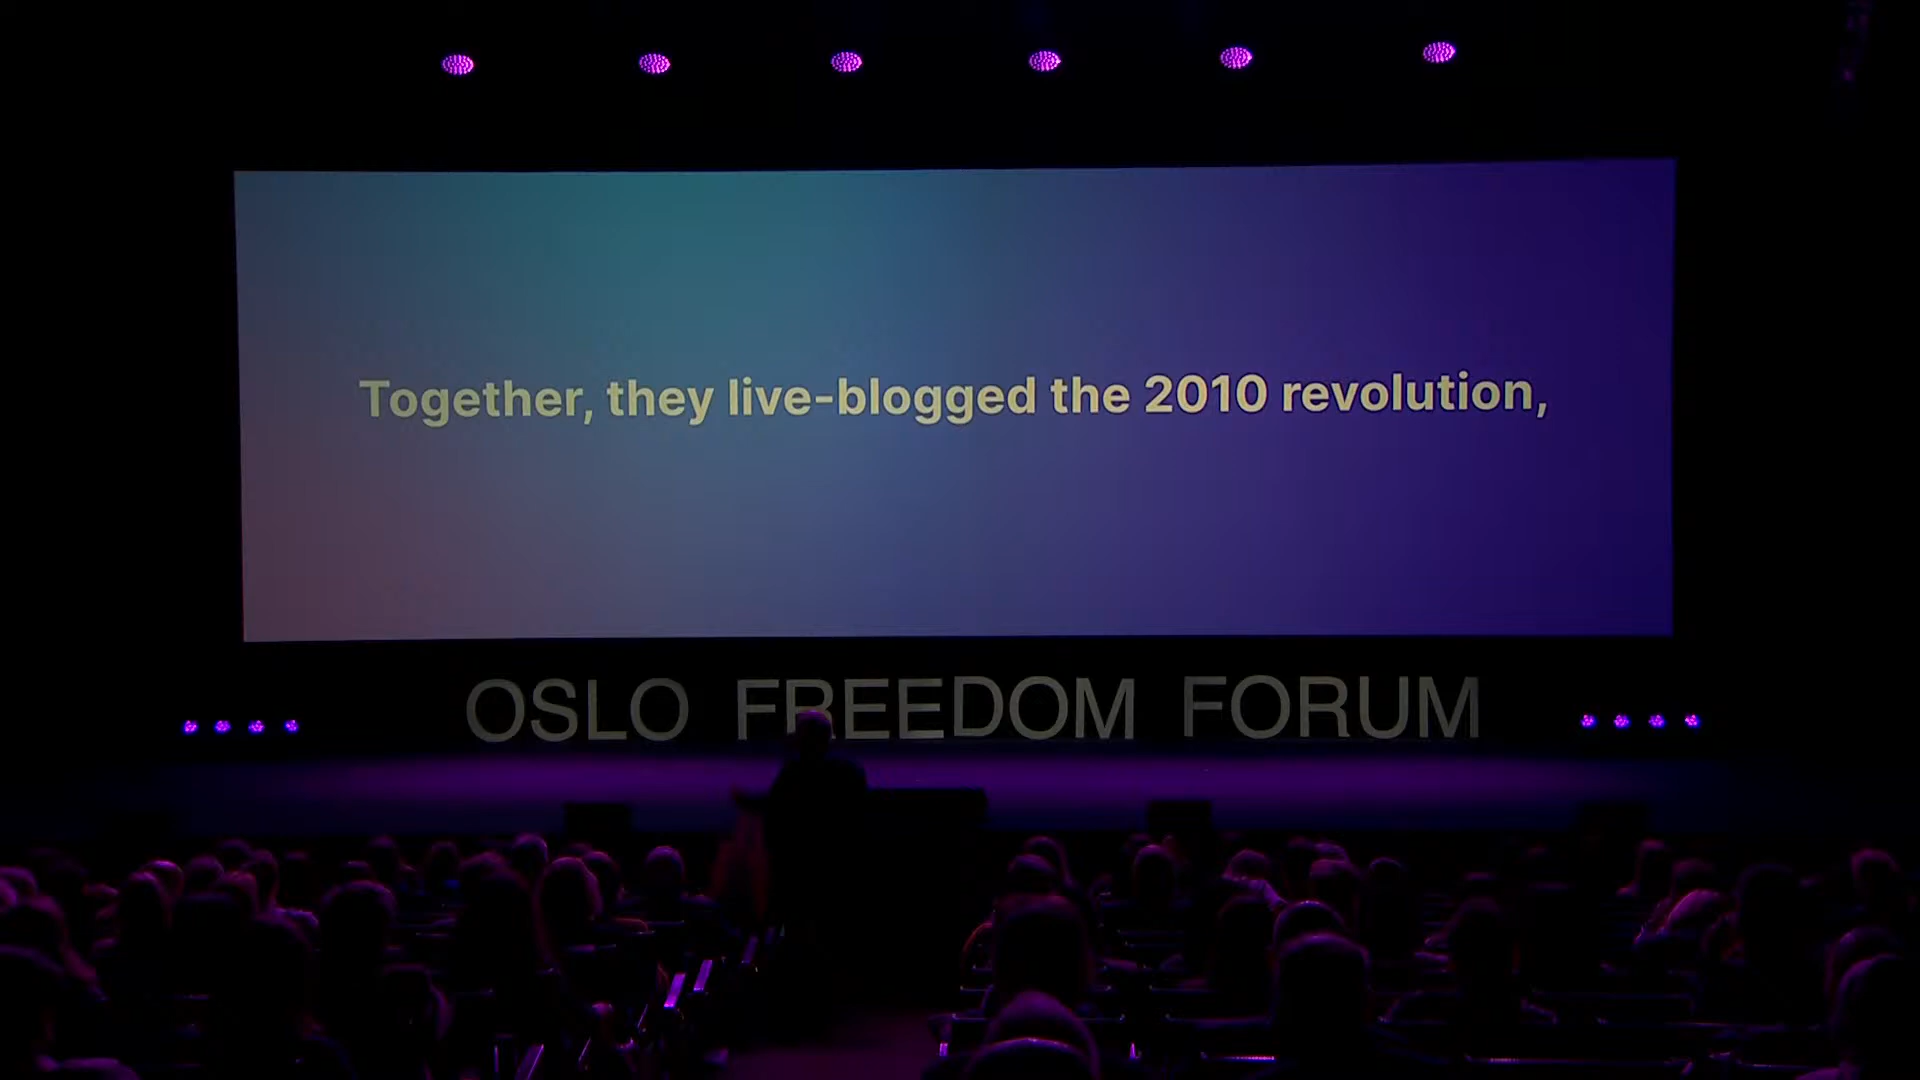 Together, they live-blogged the 2010 revolution,
OSLO FREEDOM FORUM